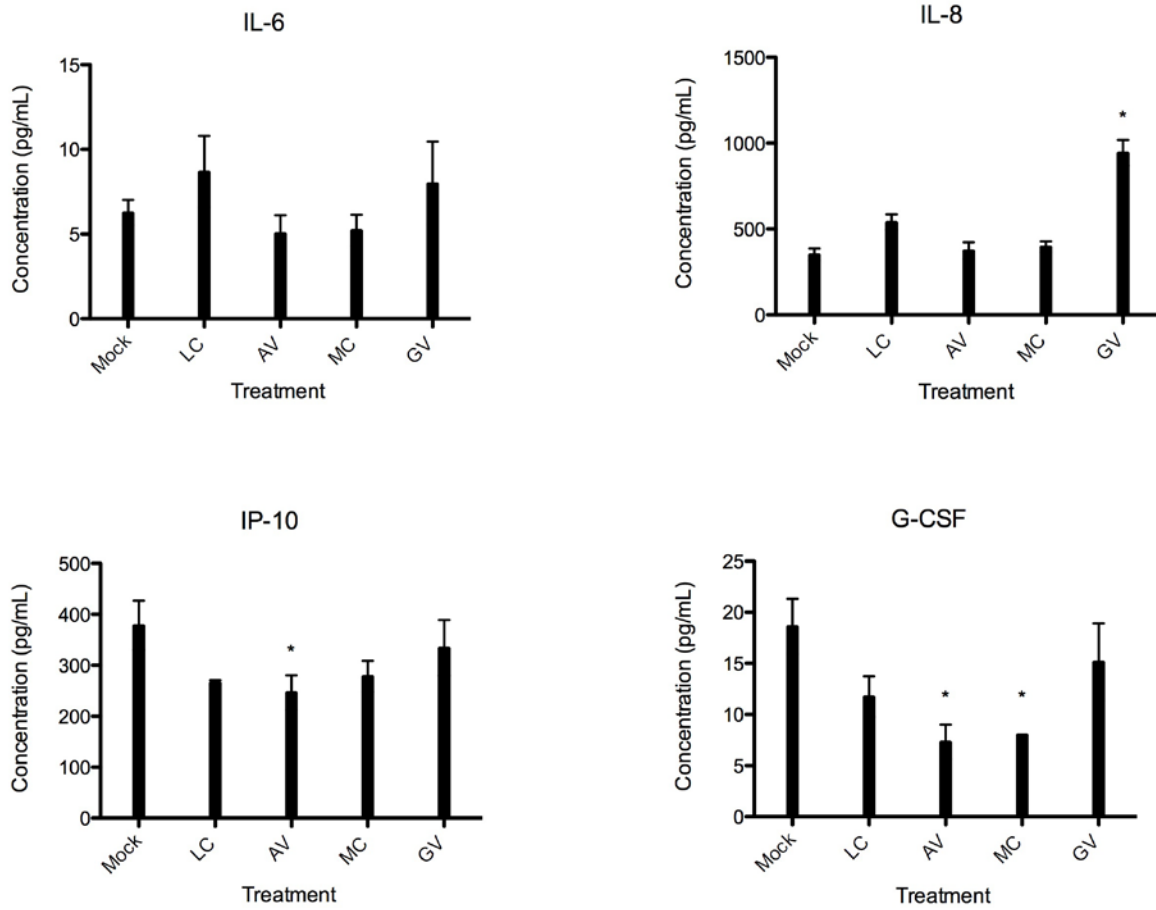 IL-6
15
10
5
0
Concentration (pg/mL)
Mock
LC
AV
MC
GV
Treatment
IL-8
1500
1000
500
0
Concentration (pg/mL)
*
Mock
LC
AV
MC
GV
Treatment
IP-10
500
400
300
200
100
0
Concentration (pg/mL)
*
Mock
LC
AV
MC
GV
Treatment
G-CSF
25
20
15
10
5
0
Concentration (pg/mL)
*
*
Mock
LC
AV
MC
GV
Treatment